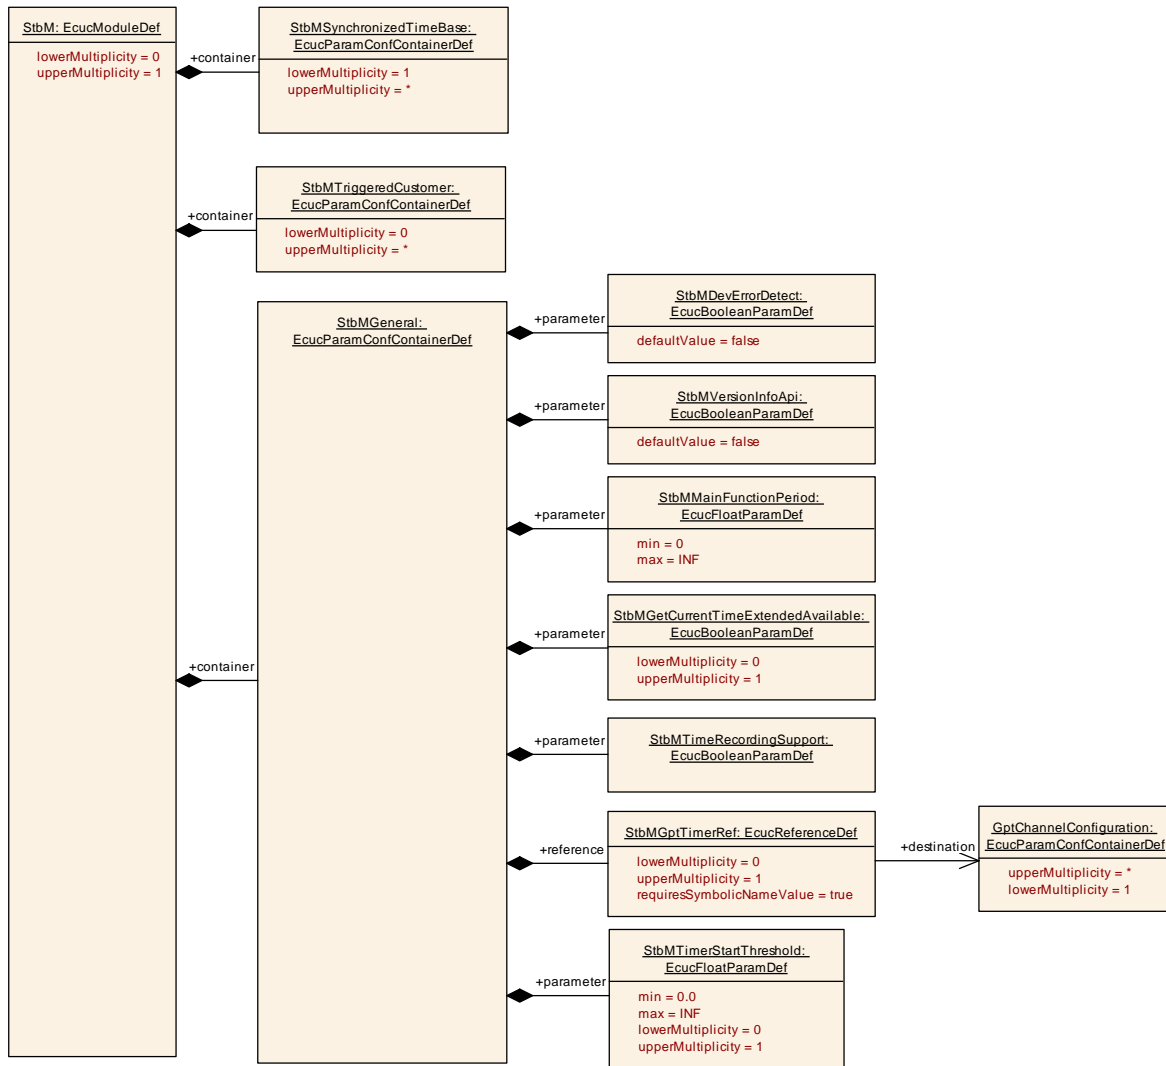 StbM: EcucModuleDef
lowerMultiplicity = 0
upperMultiplicity = 1
+container
StbMSynchronizedTimeBase:
EcucParamConfContainerDef
lowerMultiplicity = 1
upperMultiplicity = *
+container
StbMTriggeredCustomer:
EcucParamConfContainerDef
lowerMultiplicity = 0
upperMultiplicity = *
+container
StbMGeneral:
EcucParamConfContainerDef
+parameter
StbMDevErrorDetect:
EcucBooleanParamDef
defaultValue = false
+parameter
StbMVersionInfoApi:
EcucBooleanParamDef
defaultValue = false
+parameter
StbMMainFunctionPeriod:
EcucFloatParamDef
min = 0
max = INF
+parameter
StbMGetCurrentTimeExtendedAvailable:
EcucBooleanParamDef
lowerMultiplicity = 0
upperMultiplicity = 1
+parameter
StbMTimeRecordingSupport:
EcucBooleanParamDef
+reference
StbMGptTimerRef: EcucReferenceDef
lowerMultiplicity = 0
upperMultiplicity = 1
requiresSymbolicNameValue = true
+destination
GptChannelConfiguration:
EcucParamConfContainerDef
upperMultiplicity = *
lowerMultiplicity = 1
+parameter
StbMTimerStartThreshold:
EcucFloatParamDef
min = 0.0
max = INF
lowerMultiplicity = 0
upperMultiplicity = 1